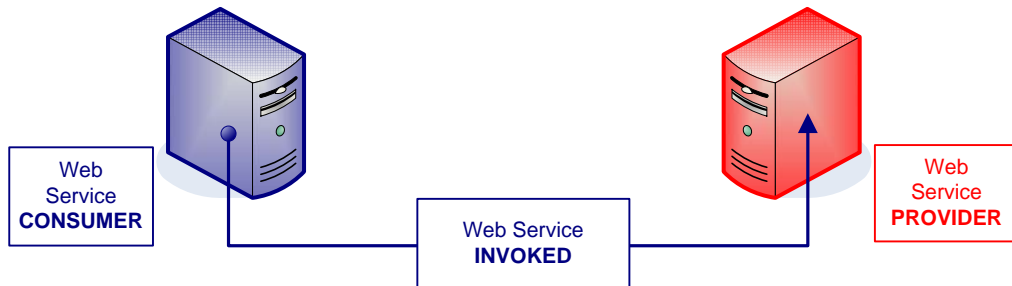 Web
Service
CONSUMER
Web Service
INVOKED
Web
Service
PROVIDER